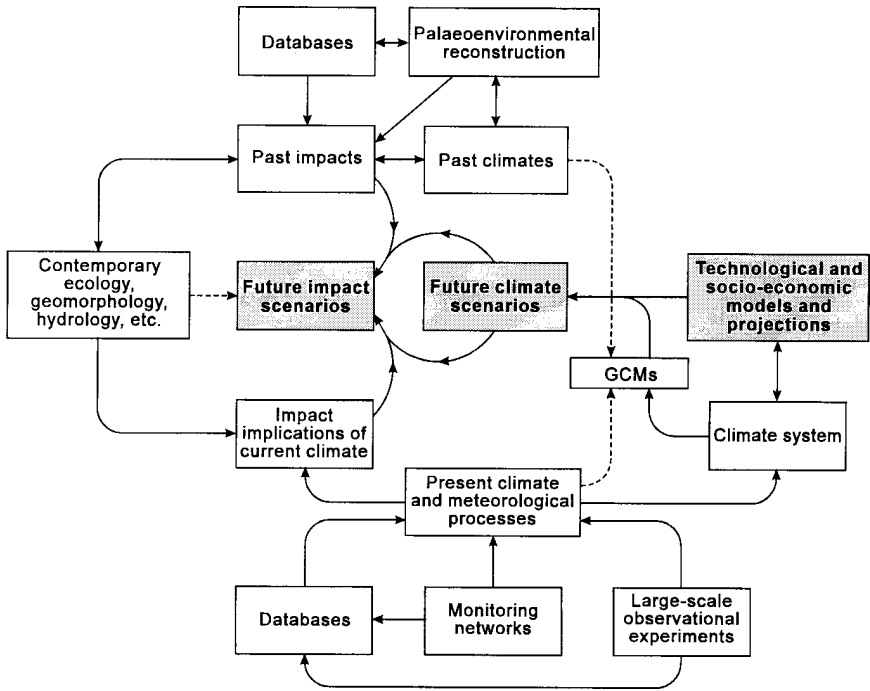 Databases
Palaeoenvironmental
reconstruction
Past impacts
Past climates
Contemporary
ecology,
geomorphology,
hydrology, etc.
Future impact
scenarios
Future climate
scenarios
Technological and
socio-economic
models and
projections
GCMs
Impact
implications of
current climate
Climate system
Present climate
and meteorological
processes
Databases
Monitoring
networks
Large-scale
observational
experiments